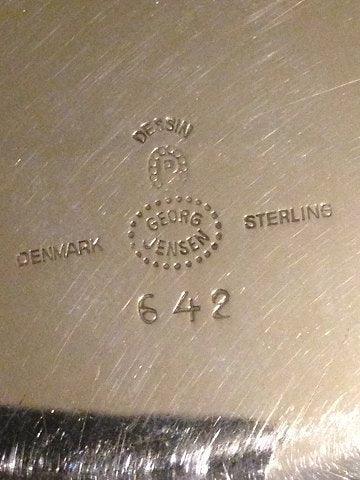 DESSIN
P
DENMARK GEORG JENSEN STERLING
642